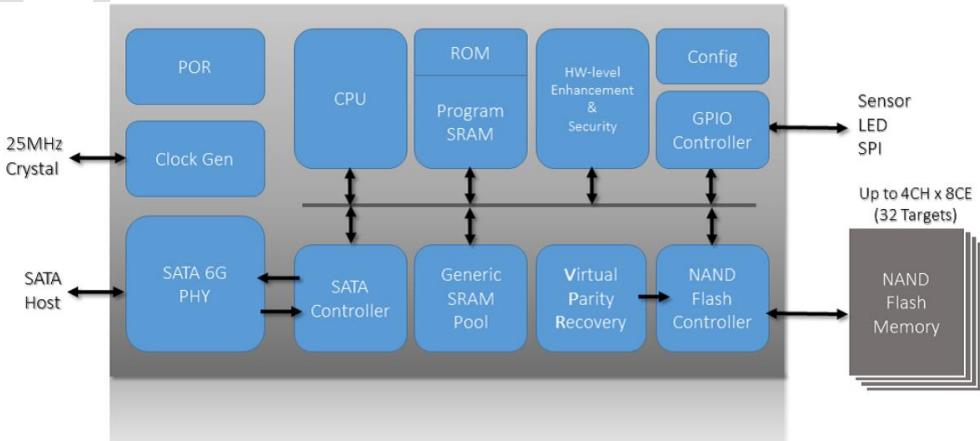 POR
CPU
ROM
Program
SRAM
HW-level
Enhancement
&
Security
Config
GPIO
Controller
Sensor
LED
SPI
25MHz
Crystal
Clock Gen
Up to 4CH x 8CE
(32 Targets)
SATA
Host
SATA 6G
PHY
SATA
Controller
Generic
SRAM
Pool
Virtual
Parity
Recovery
NAND
Flash
Controller
NAND
Flash
Memory